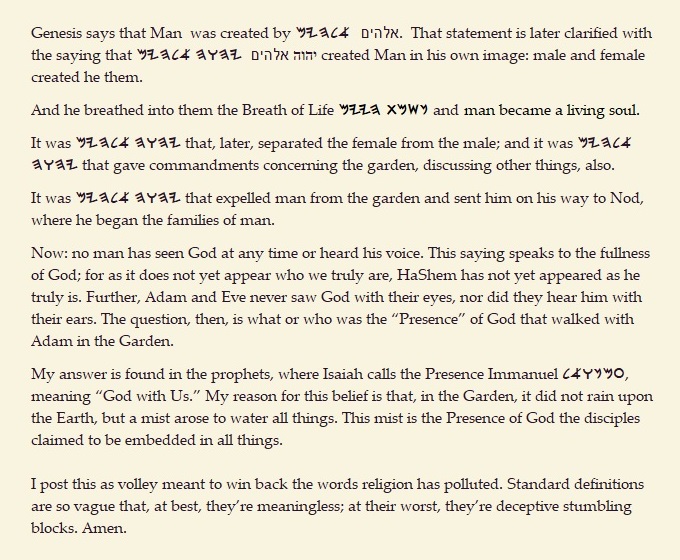 Genesis says that Man was created by 𐤀𐤋𐤄𐤉𐤌 אלהים. That statement is later clarified with
the saying that 𐤉𐤄𐤅𐤄 𐤀𐤋𐤄𐤉𐤌 יהוה אלהים created Man in his own image: male and female
created he them.
And he breathed into them the Breath of Life 𐤍𐤔𐤌𐤕 𐤄𐤉𐤉𐤌 and man became a living soul.
It was 𐤉𐤄𐤅𐤄 𐤀𐤋𐤄𐤉𐤌 that, later, separated the female from the male; and it was 𐤀𐤋𐤄𐤉𐤌
𐤉𐤄𐤅𐤄 that gave commandments concerning the garden, discussing other things, also.
It was 𐤉𐤄𐤅𐤄 𐤀𐤋𐤄𐤉𐤌 that expelled man from the garden and sent him on his way to Nod,
where he began the families of man.
Now: no man has seen God at any time or heard his voice. This saying speaks to the fullness
of God; for as it does not yet appear who we truly are, HaShem has not yet appeared as he
truly is. Further, Adam and Eve never saw God with their eyes, nor did they hear him with
their ears. The question, then, is what or who was the “Presence” of God that walked with
Adam in the Garden.
My answer is found in the prophets, where Isaiah calls the Presence Immanuel 𐤏𐤌𐤍𐤅𐤀𐤋,
meaning “God with Us.” My reason for this belief is that, in the Garden, it did not rain upon
the Earth, but a mist arose to water all things. This mist is the Presence of God the disciples
claimed to be embedded in all things.
I post this as volley meant to win back the words religion has polluted. Standard definitions
are so vague that, at best, they’re meaningless; at their worst, they’re deceptive stumbling
blocks. Amen.